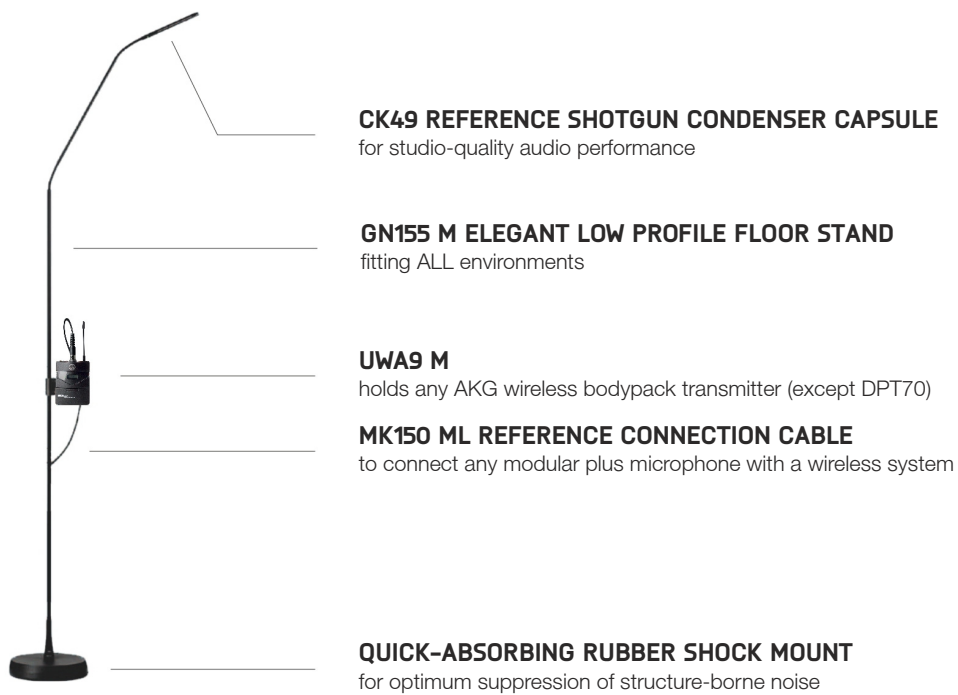 CK49 REFERENCE SHOTGUN CONDENSER CAPSULE
for studio-quality audio performance
GN155 M ELEGANT LOW PROFILE FLOOR STAND
fitting ALL environments
UWA9 M
holds any AKG wireless bodypack transmitter (except DPT70)
MK150 ML REFERENCE CONNECTION CABLE
to connect any modular plus microphone with a wireless system
QUICK-ABSORBING RUBBER SHOCK MOUNT
for optimum suppression of structure-borne noise